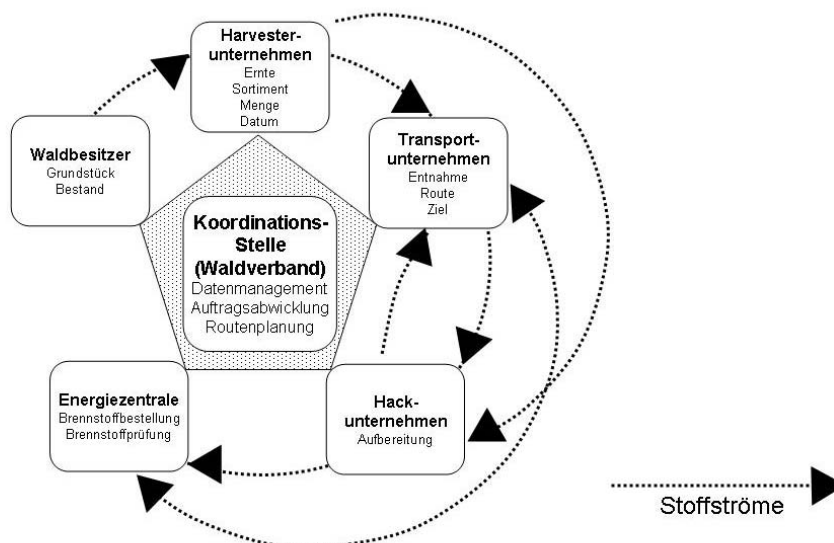 Harvester-
unternehmen
Ernte
Sortiment
Menge
Datum
Waldbesitzer
Grundstück
Bestand
Transport-
unternehmen
Entnahme
Route
Ziel
Koordinations-
Stelle
(Waldverband)
Datenmanagement
Auftragsabwicklung
Routenplanung
Energiezentrale
Brennstoffbestellung
Brennstoffprüfung
Hack-
unternehmen
Aufbereitung
Stoffströme